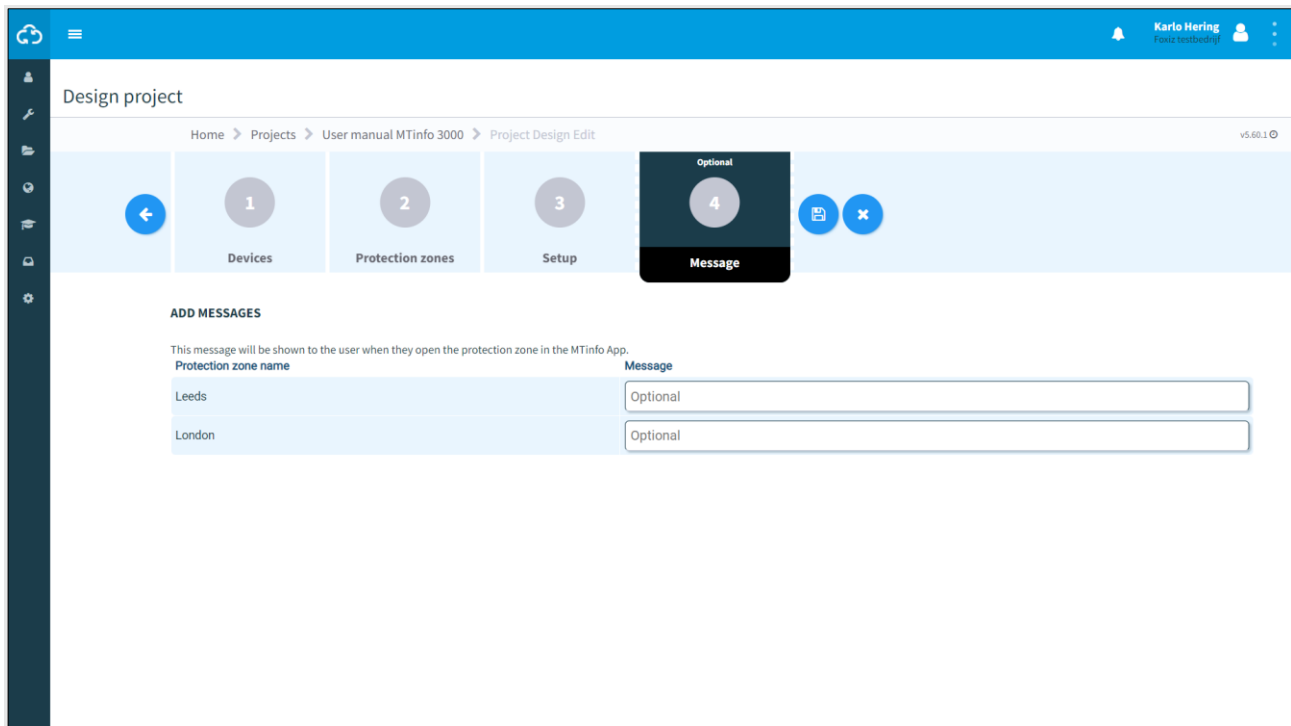 Karlo Hering
Foxiz testbedrijf
Design project
Home Projects User manual MTinfo 3000 Project Design Edit
v5.60.1
Optional
1 2 3 4
Devices Protection zones Setup Message
ADD MESSAGES
This message will be shown to the user when they open the protection zone in the MTinfo App.
Protection zone name Message
Leeds Optional
London Optional